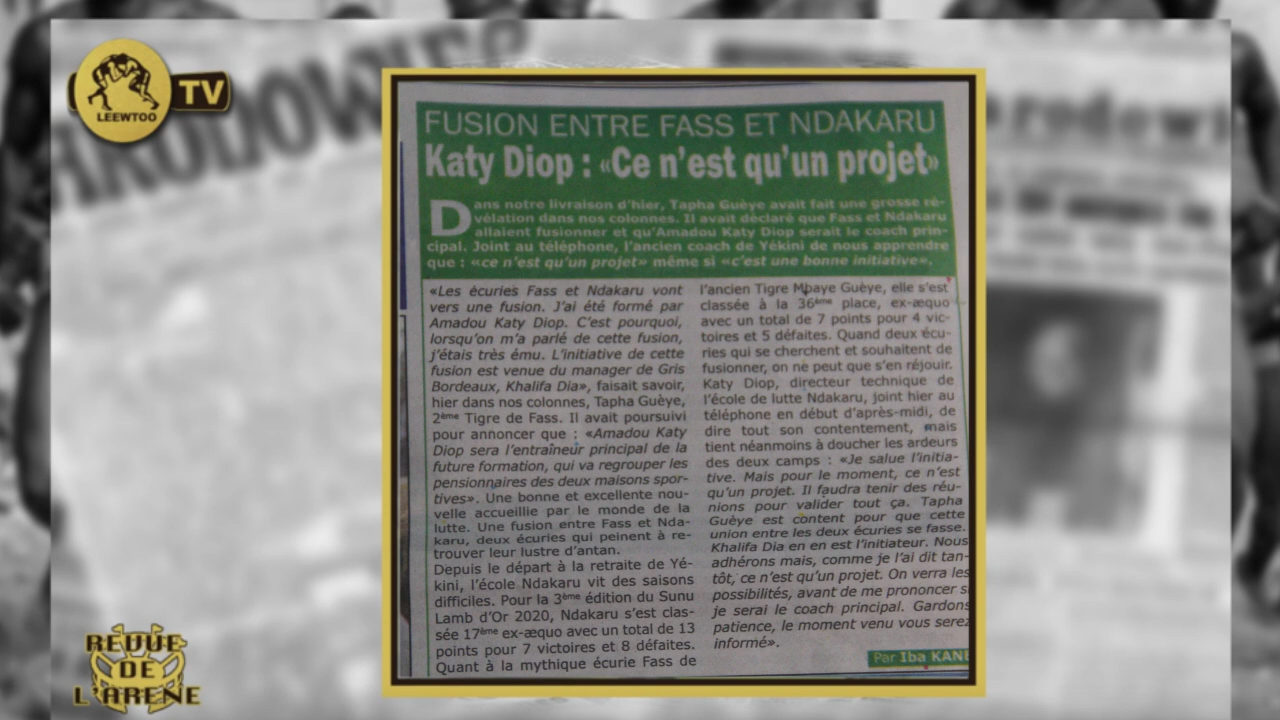 LEEWTOO
TV
FUSION ENTRE FASS ET NDAKARU
Katy Diop : «Ce n'est qu'un projet»
Dans notre livraison d'hier, Tapha Guèye avait fait une grosse ré-
vélation dans nos colonnes. Il avait déclaré que Fass et Ndakaru
allaient fusionner et qu'Amadou Katy Diop serait le coach prin-
cipal. Joint au téléphone, l'ancien coach de Yékini de nous apprendre
que : «ce n'est qu'un projet» même si «c'est une bonne initiative».
«Les écuries Fass et Ndakaru vont
vers une fusion. J'ai été formé par
Amadou Katy Diop. C'est pourquoi,
lorsqu'on m'a parlé de cette fusion,
j'étais très ému. L'initiative de cette
fusion est venue du manager de Gris
Bordeaux, Khalifa Dia», faisait savoir,
hier dans nos colonnes, Tapha Guèye,
2ème Tigre de Fass. Il avait poursuivi
pour annoncer que : «Amadou Katy
Diop sera l'entraîneur principal de la
future formation, qui va regrouper les
pensionnaires des deux maisons spor-
tives». Une bonne et excellente nou-
velle accueillie par le monde de la
lutte. Une fusion entre Fass et Nda-
karu, deux écuries qui peinent à re-
trouver leur lustre d'antan.
Depuis le départ à la retraite de Yé-
kini, l'école Ndakaru vit des saisons
difficiles. Pour la 3ème édition du Sunu
Lamb d'Or 2020, Ndakaru s'est clas-
sée 17ème ex-æquo avec un total de 13
points pour 7 victoires et 8 défaites.
Quant à la mythique écurie Fass de
l'ancien Tigre Mbaye Guèye, elle s'est
classée à la 36ème place, ex-æquo
avec un total de 7 points pour 4 vic-
toires et 5 défaites. Quand deux écu-
ries qui se cherchent et souhaitent de
fusionner, on ne peut que s'en réjouir.
Katy Diop, directeur technique de
l'école de lutte Ndakaru, joint hier au
téléphone en début d'après-midi, de
dire tout son contentement, mais
tient néanmoins à doucher les ardeurs
des deux camps : «Je salue l'initia-
tive. Mais pour le moment, ce n'est
qu'un projet. Il faudra tenir des réu-
nions pour valider tout ça. Tapha
Guèye est content pour que cette
union entre les deux écuries se fasse.
Khalifa Dia en en est l'initiateur. Nous
adhérons mais, comme je l'ai dit tan-
tôt, ce n'est qu'un projet. On verra les
possibilités, avant de me prononcer si
je serai le coach principal. Gardons
patience, le moment venu vous serez
informé».
Par Iba KANE
REVUE
DE
L'ARENE